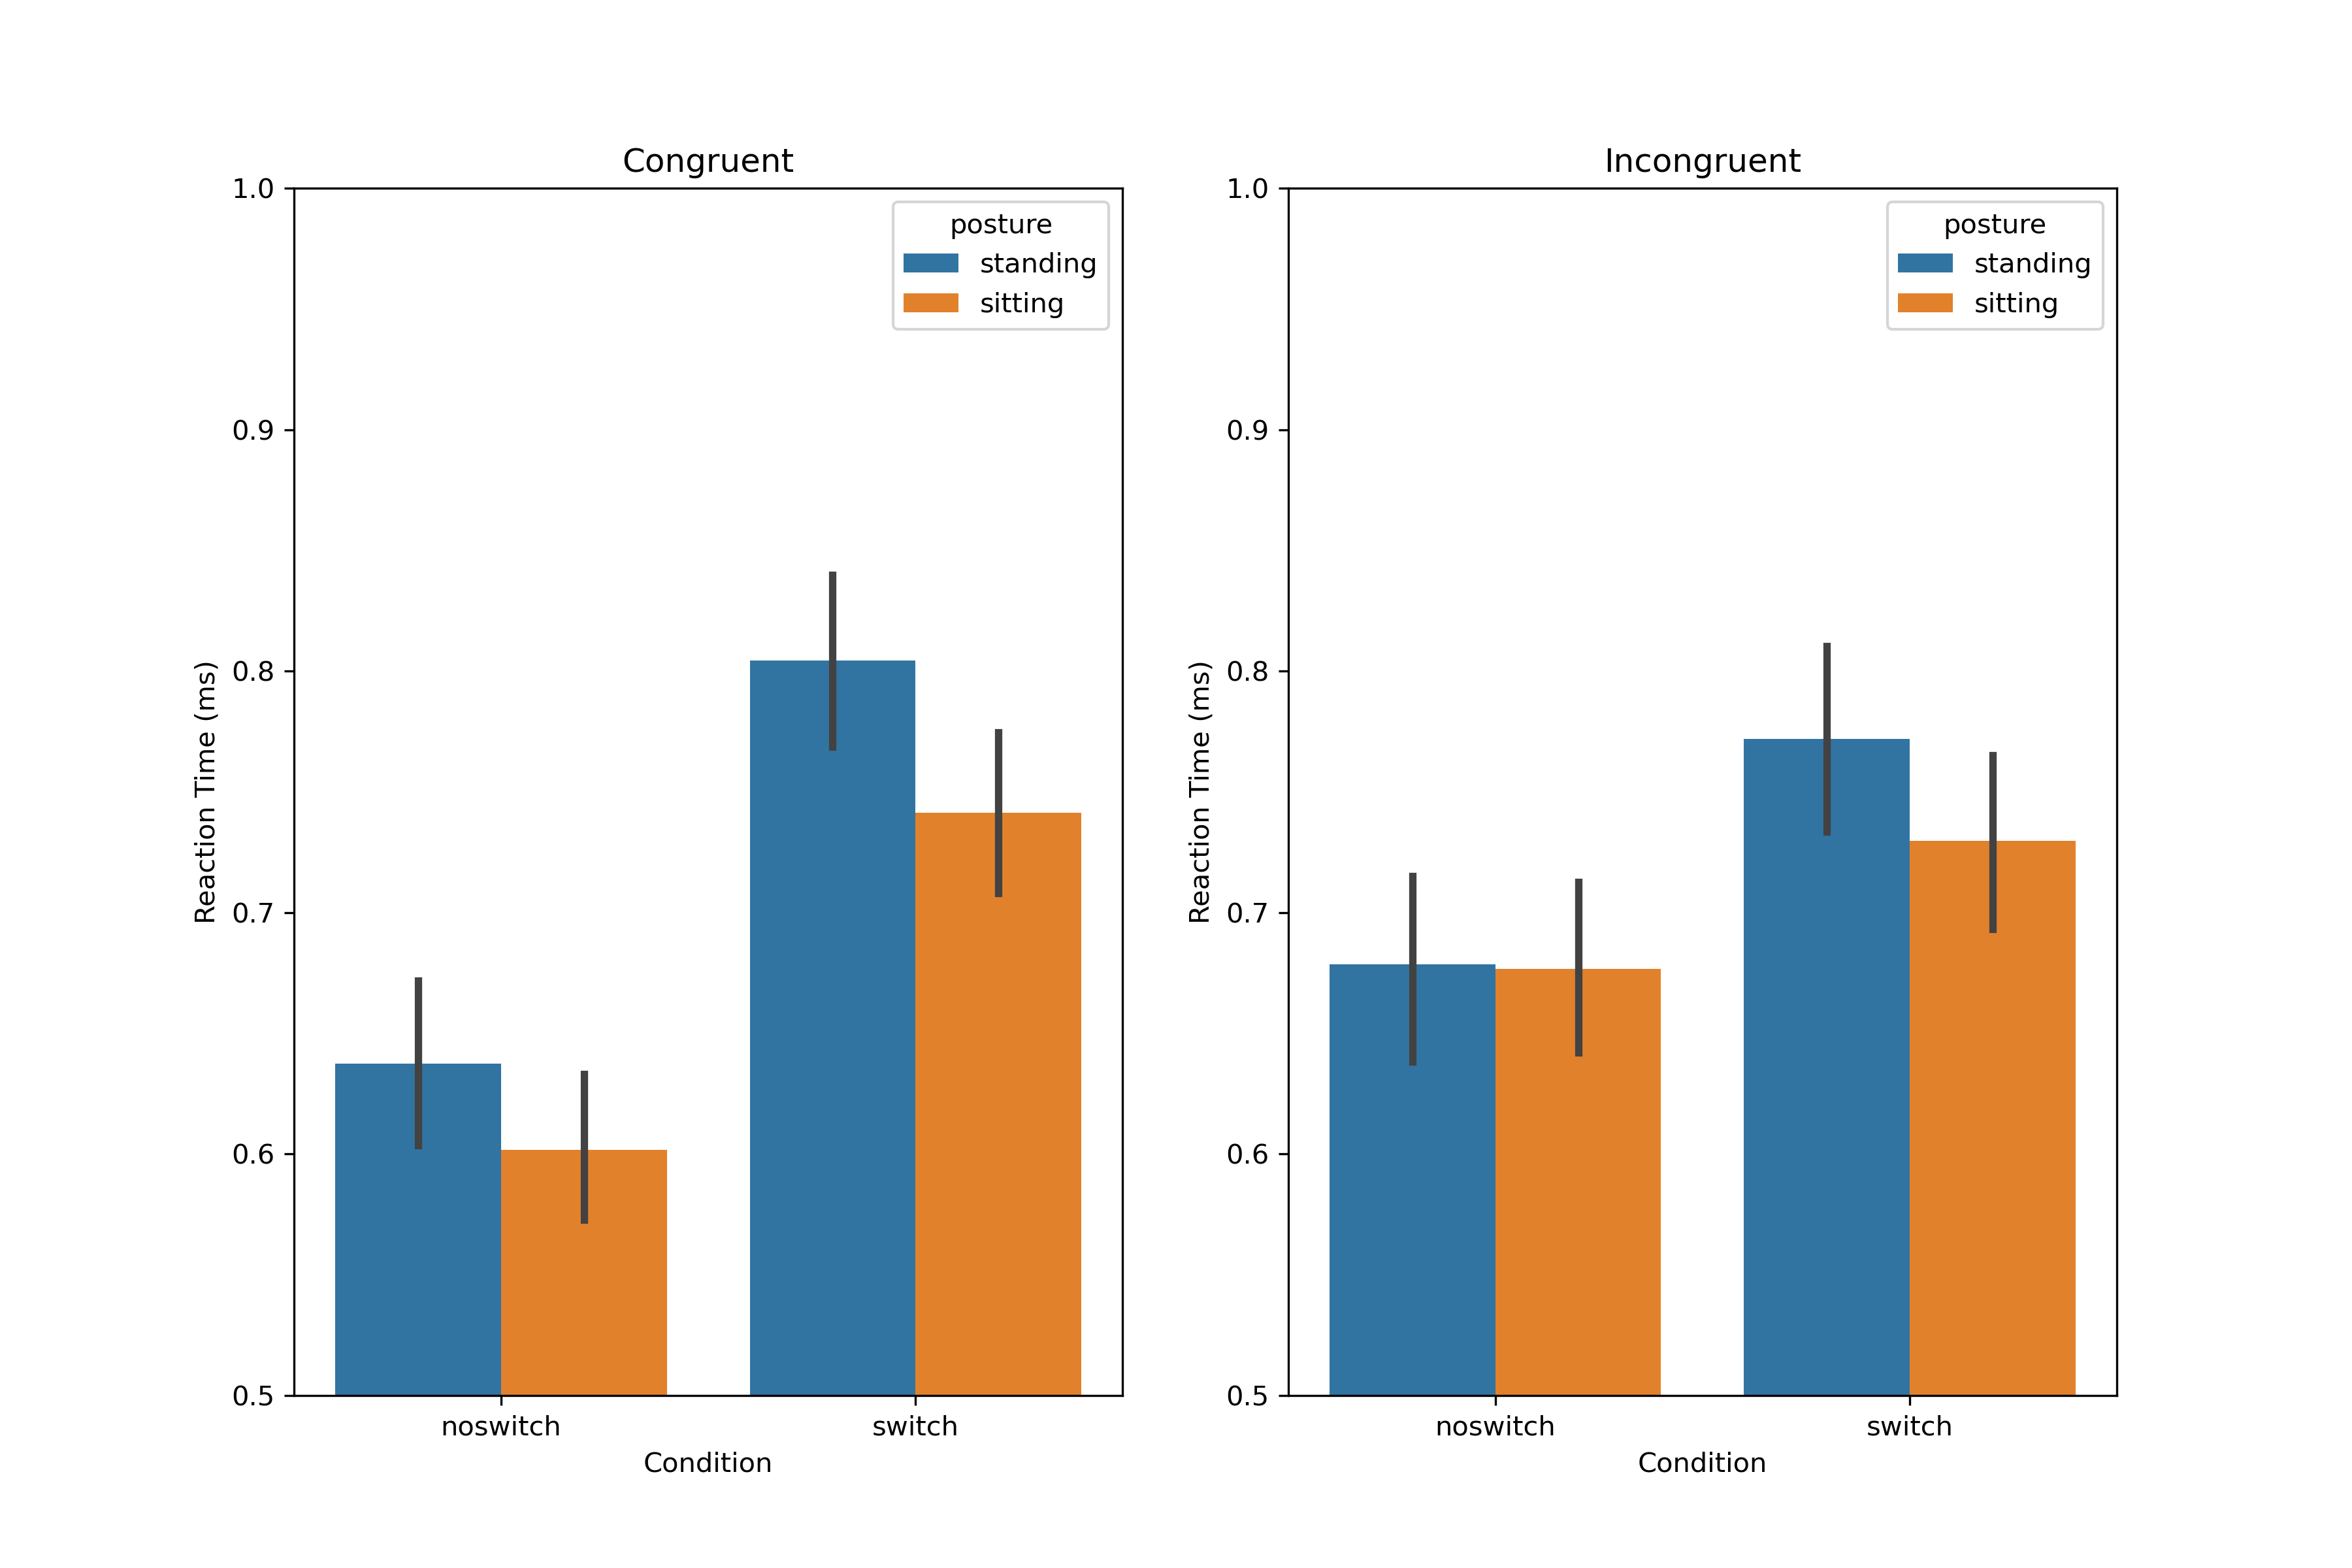 Congruent
1.0
0.9
0.8
0.7
0.6
0.5
Reaction Time (ms)
posture
standing
sitting
noswitch
switch
Condition
Incongruent
1.0
0.9
0.8
0.7
0.6
0.5
Reaction Time (ms)
posture
standing
sitting
noswitch
switch
Condition